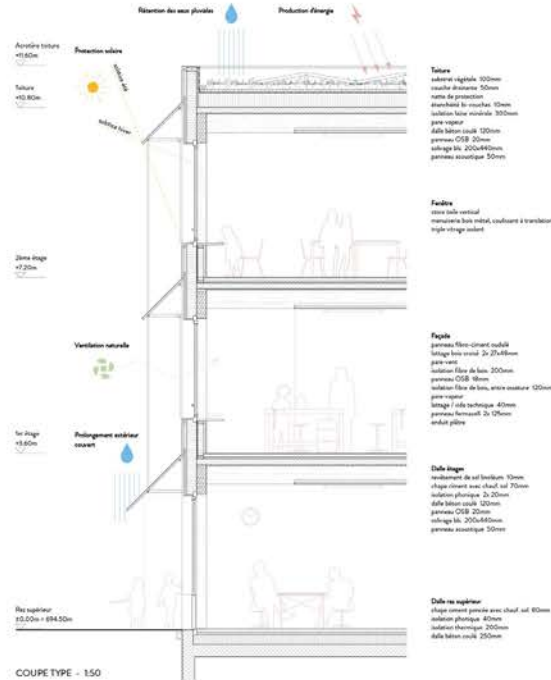 Rétention des eaux pluviales
Production d'énergie
Acrotère toiture
+11.60m
Protection solaire
solstice été
solstice hiver
Toiture
+10.80m
Toiture
substrat végétale 100mm
couche drainante 50mm
natte de protection
étanchéité bi-couches 10mm
isolation laine minérale 300mm
pare-vapeur
dalle béton coulé 120mm
panneau OSB 20mm
solivage blc 200x440mm
panneau acoustique 50mm
Fenêtre
store toile vertical
menuiserie bois métal, coulissant à translation
triple vitrage isolant
2ème étage
+7.20m
Ventilation naturelle
Façade
panneau fibro-ciment ondulé
lattage bois croisé 2x 27x48mm
pare-vent
isolation fibre de bois 200mm
panneau OSB 18mm
isolation fibre de bois, entre ossature 120mm
pare-vapeur
lattage / vide technique 40mm
panneau fermacell 2x 125mm
enduit plâtre
1er étage
+3.60m
Prolongement extérieur
couvert
Dalle étages
revêtement de sol linoléum 10mm
chape ciment avec chauf. sol 70mm
isolation phonique 2x 20mm
dalle béton coulé 120mm
panneau OSB 20mm
solivage blc 200x440mm
panneau acoustique 50mm
Rez supérieur
±0.00m = 694.50m
Dalle rez supérieur
chape ciment poncée avec chauf. sol 80mm
isolation phonique 40mm
isolation thermique 200mm
dalle béton coulé 250mm
COUPE TYPE - 1:50